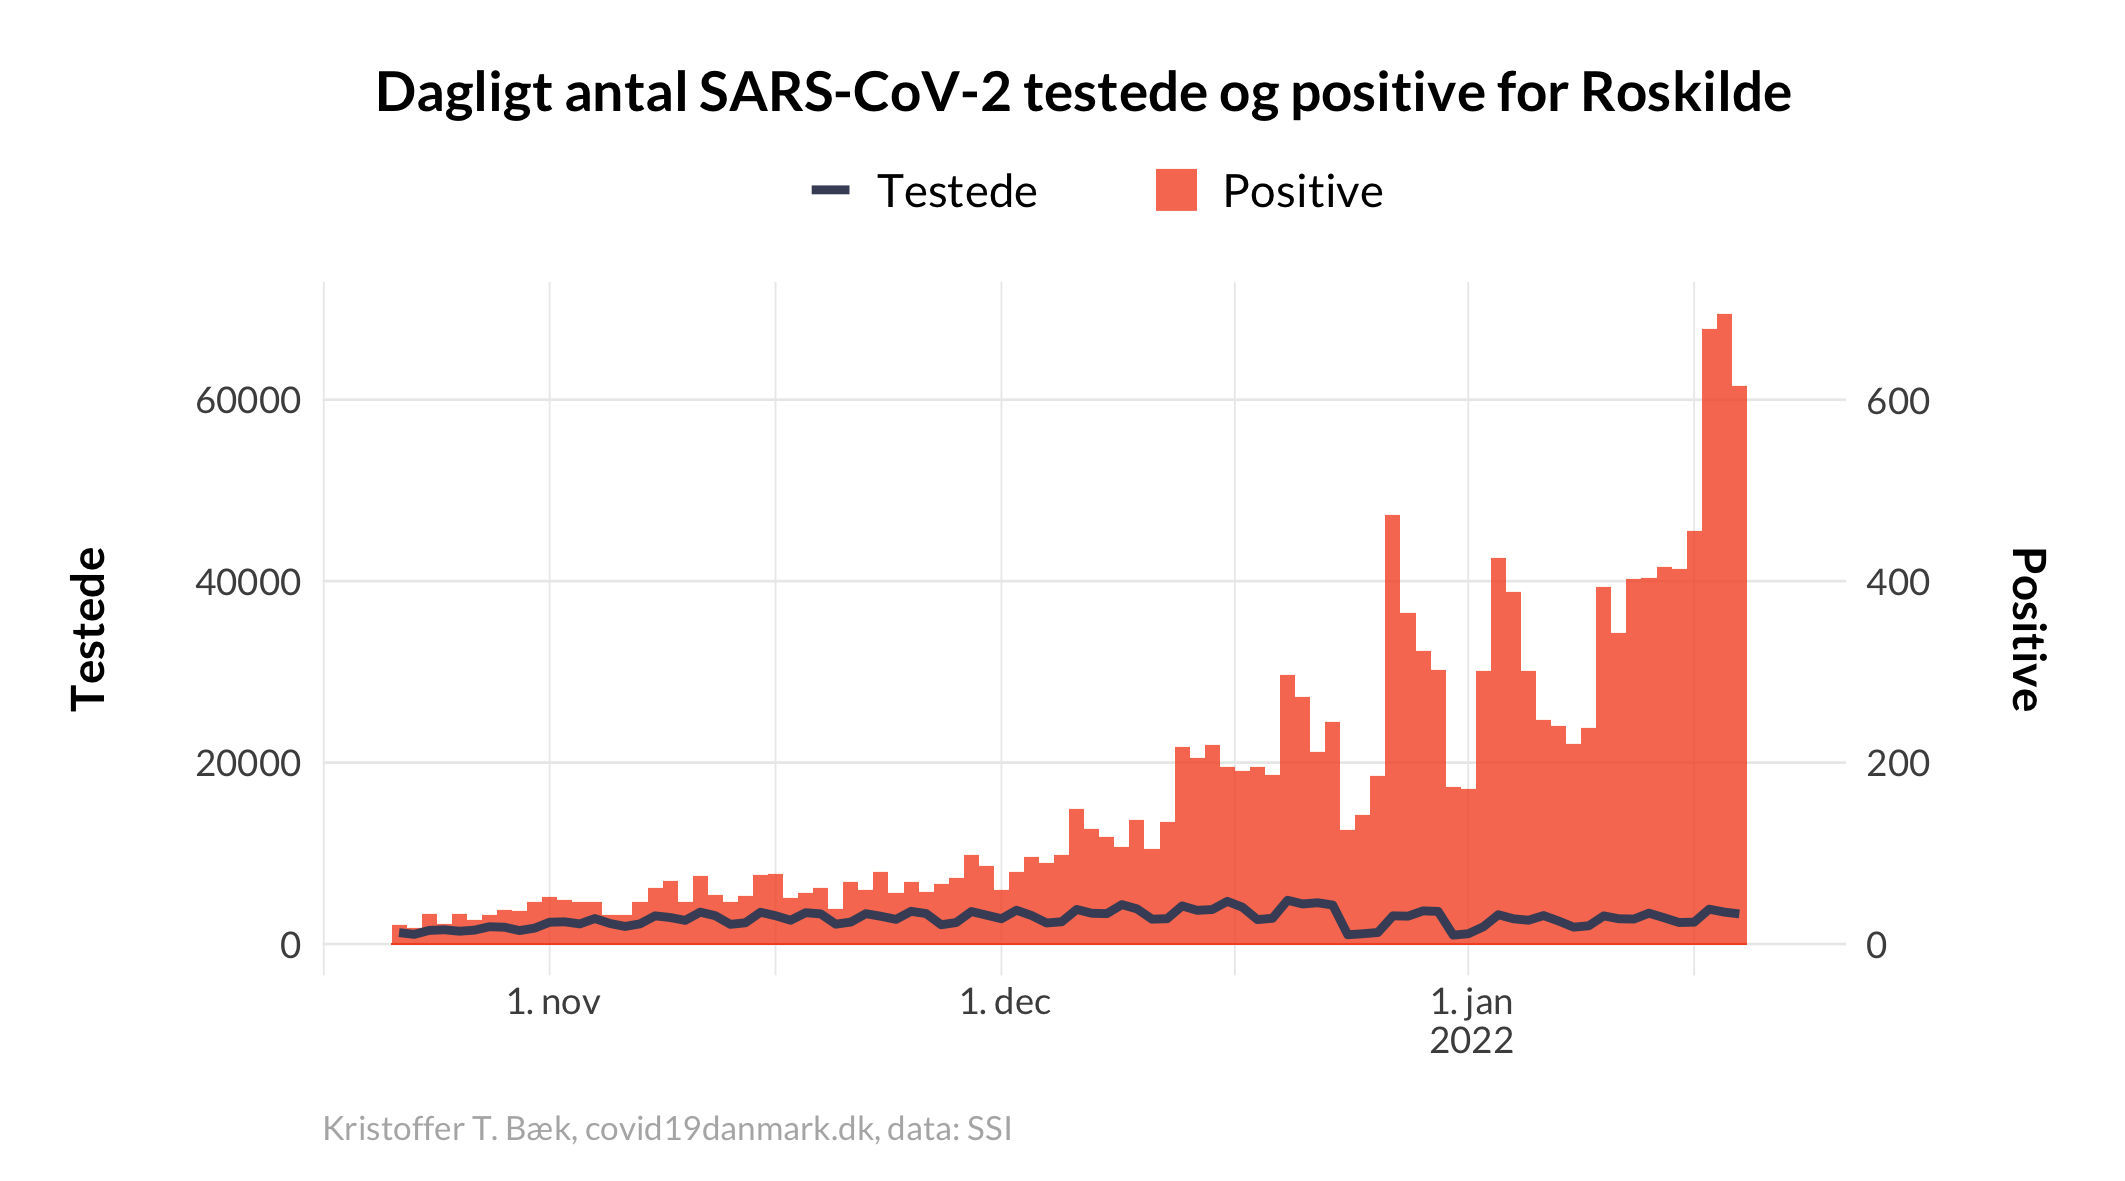 Dagligt antal SARS-CoV-2 testede og positive for Roskilde
Testede
Positive
60000
40000
20000
0
Testede
600
400
200
0
Positive
1. nov
1. dec
1. jan
2022
Kristoffer T. Bæk, covid19danmark.dk, data: SSI